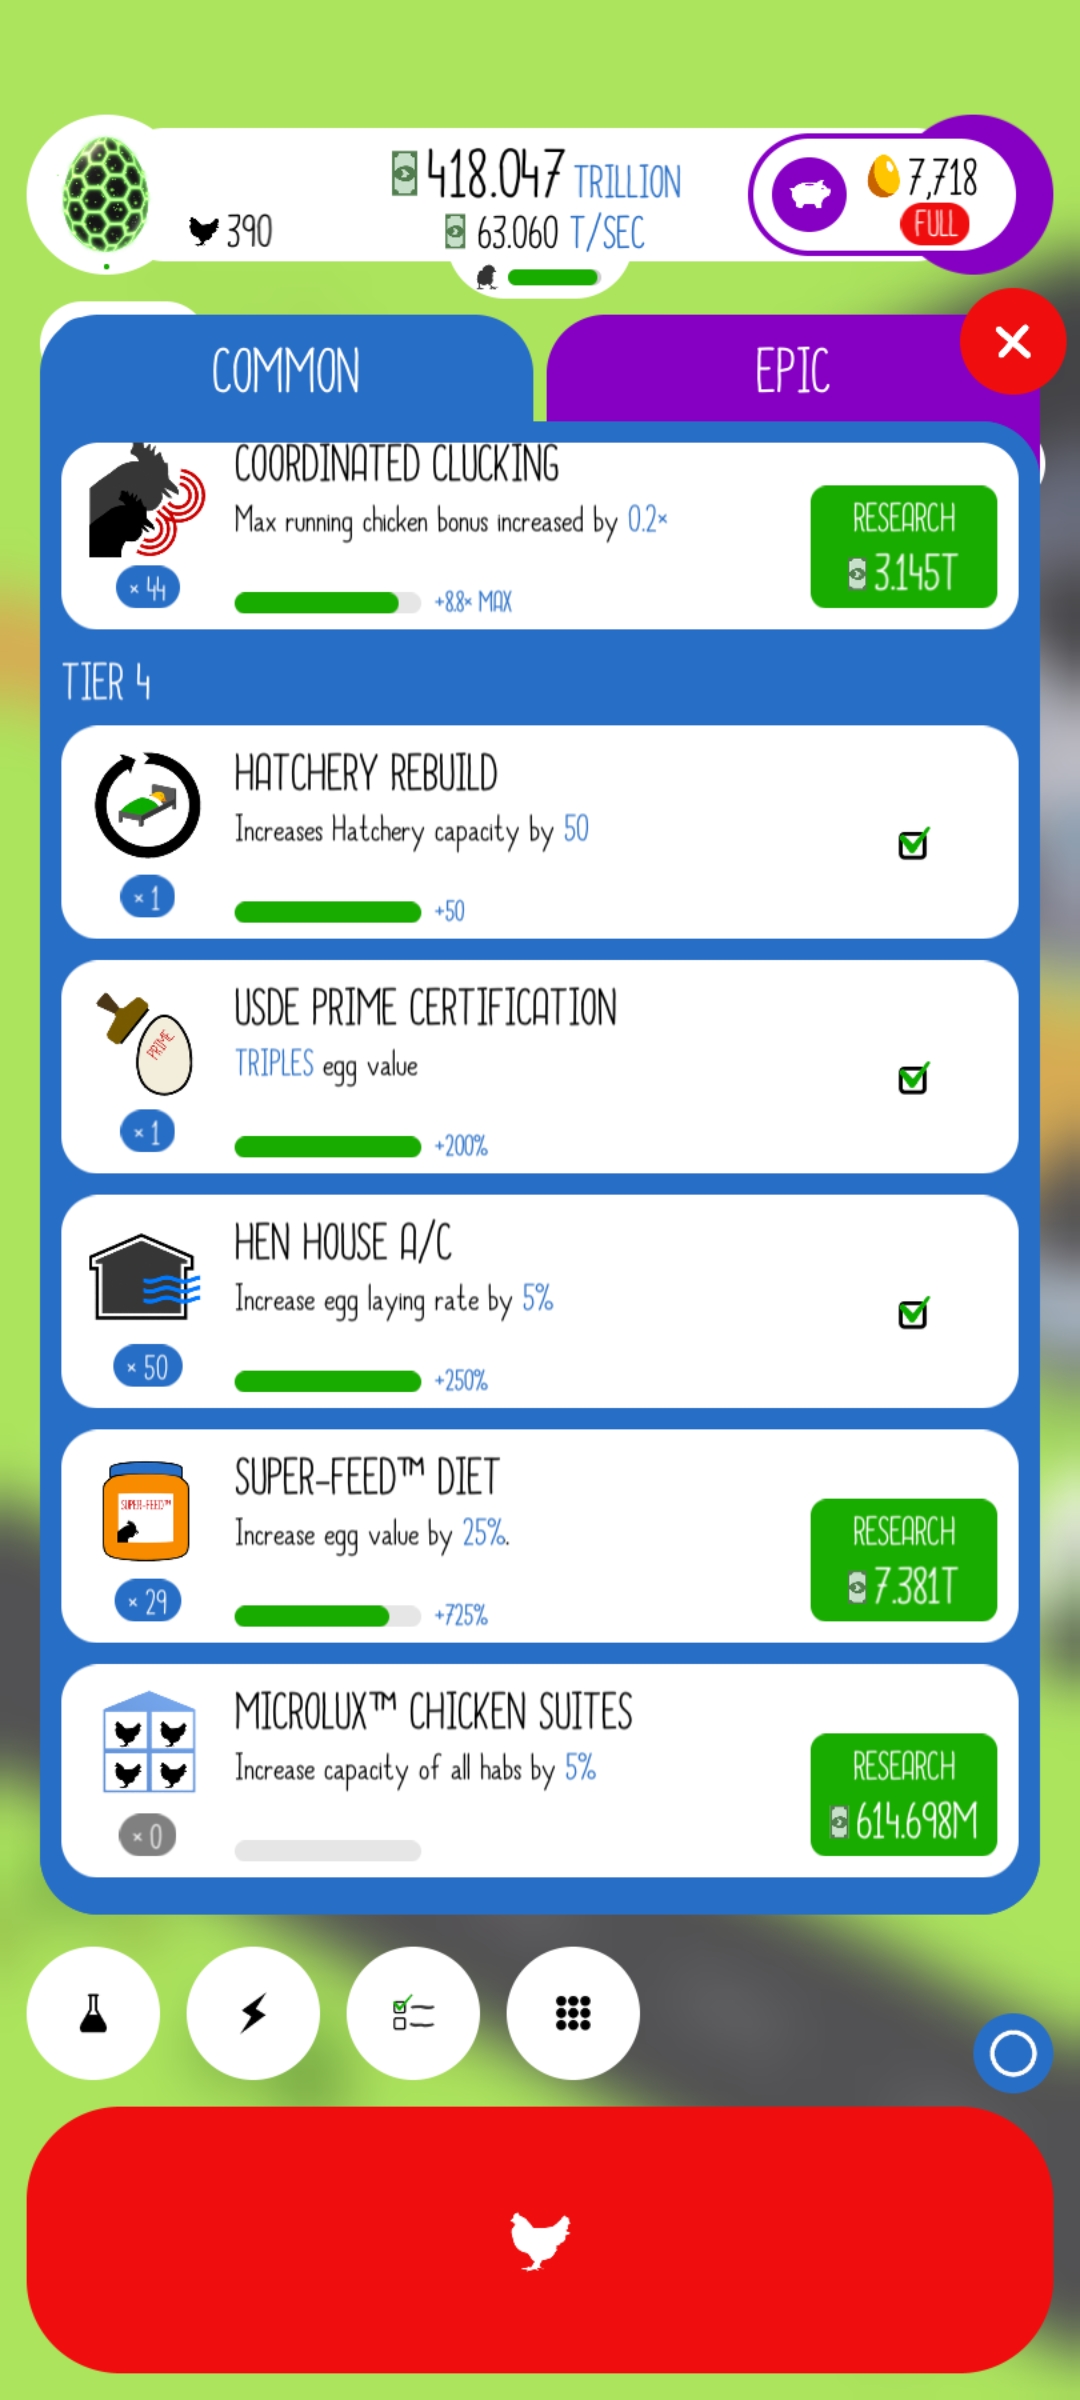 418.047 TRILLION
7,718
390
63.060 T/SEC
FULL
COMMON
EPIC
COORDINATED CLUCKING
Max running chicken bonus increased by 0.2×
RESEARCH
3.145T
× 44
+8.8× MAX
TIER 4
HATCHERY REBUILD
Increases Hatchery capacity by 50
× 1
+50
USDE PRIME CERTIFICATION
PRIME
TRIPLES egg value
× 1
+200%
HEN HOUSE A/C
Increase egg laying rate by 5%
× 50
+250%
SUPER-FEED™ DIET
SUPER-FEED™
Increase egg value by 25%.
RESEARCH
7.381T
× 29
+725%
MICROLUX™ CHICKEN SUITES
Increase capacity of all habs by 5%
RESEARCH
614.698M
× 0